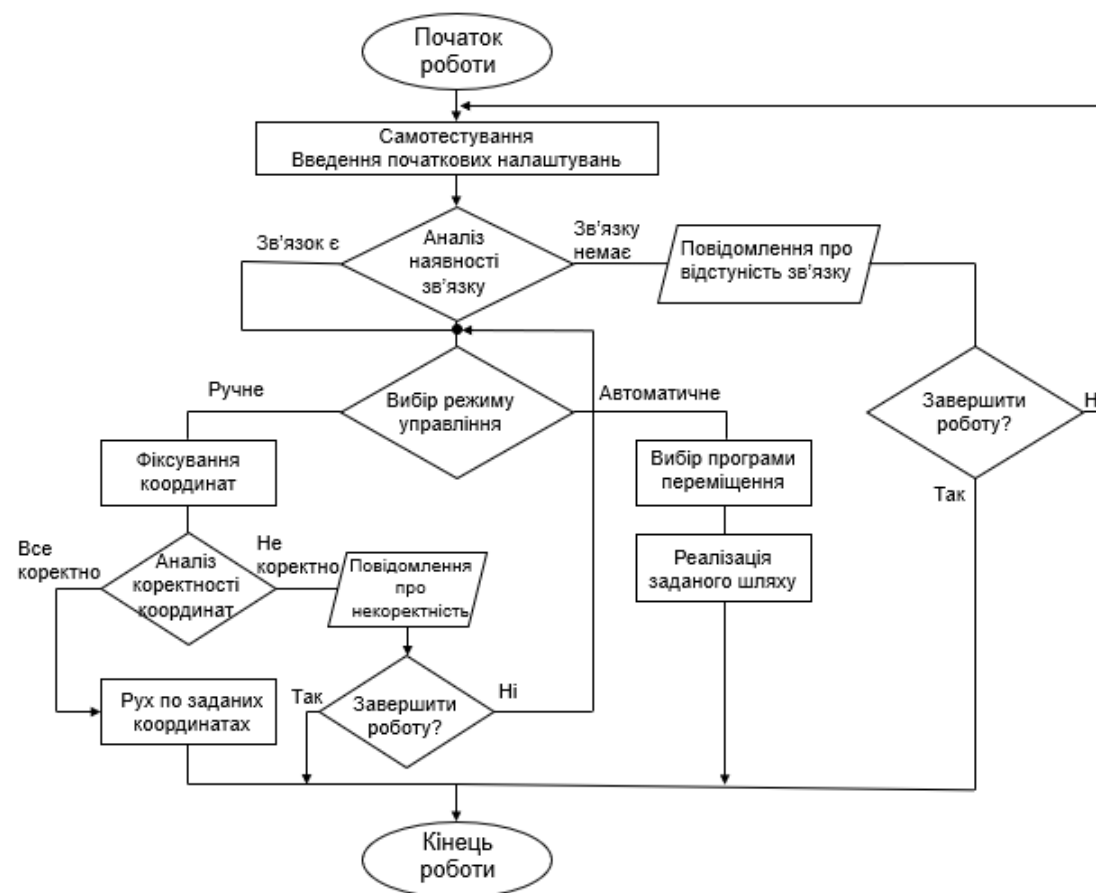 Початок
роботи
Самотестування
Введення початкових налаштувань
Зв'язок є
Аналіз
наявності
зв'язку
Зв'язку
немає
Повідомлення про
відстуність зв'язку
Ручне
Вибір режиму
управління
Автоматичне
Завершити
роботу?
Н
Так
Фіксування
координат
Вибір програми
переміщення
Все
коректно
Аналіз
коректності
координат
Не
коректно
Повідомлення
про
некоректність
Реалізація
заданого шляху
Рух по заданих
координатах
Так
Завершити
роботу?
Ні
Кінець
роботи